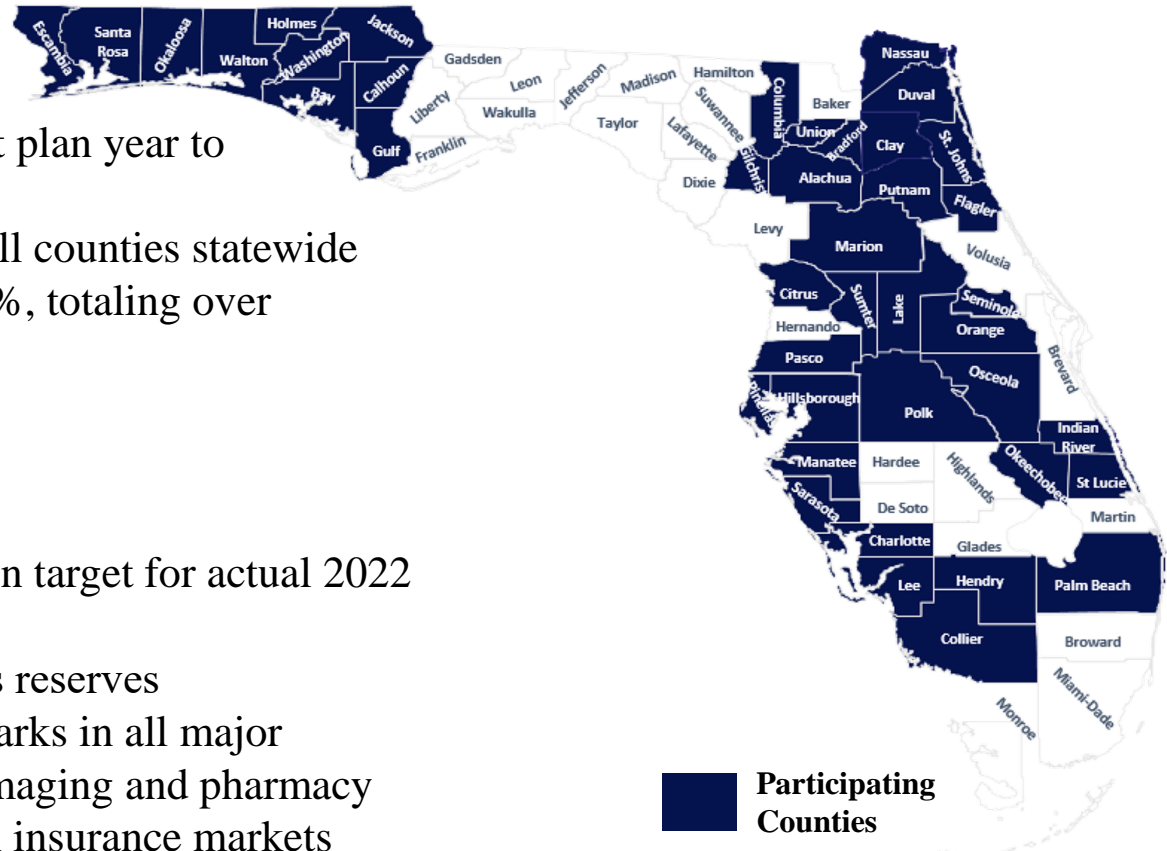 t plan year to
ll counties statewide
%, totaling over
n target for actual 2022
s reserves
arks in all major
maging and pharmacy
insurance markets
Escambia
Santa
Rosa
Okaloosa
Walton
Holmes
Washington
Jackson
Bay
Calhoun
Gulf
Gadsden
Liberty
Franklin
Leon
Wakulla
Jefferson
Madison
Taylor
Hamilton
Suwannee
Lafayette
Dixie
Columbia
Gilchris
Baker
Union
Bradford
Alachua
Nassau
Duval
Clay
St. Johns
Putnam
Flagler
Levy
Marion
Volusia
Citrus
Sumter
Lake
Seminole
Orange
Hernando
Pasco
Brevard
Osceola
Pinellas
Hillsborough
Polk
Indian
River
Manatee
Hardee
Highlands
Okeechobee
St Lucie
Sarasota
De Soto
Martin
Charlotte
Glades
Lee
Hendry
Palm Beach
Collier
Broward
Miami-Dade
Monroe
Participating
Counties